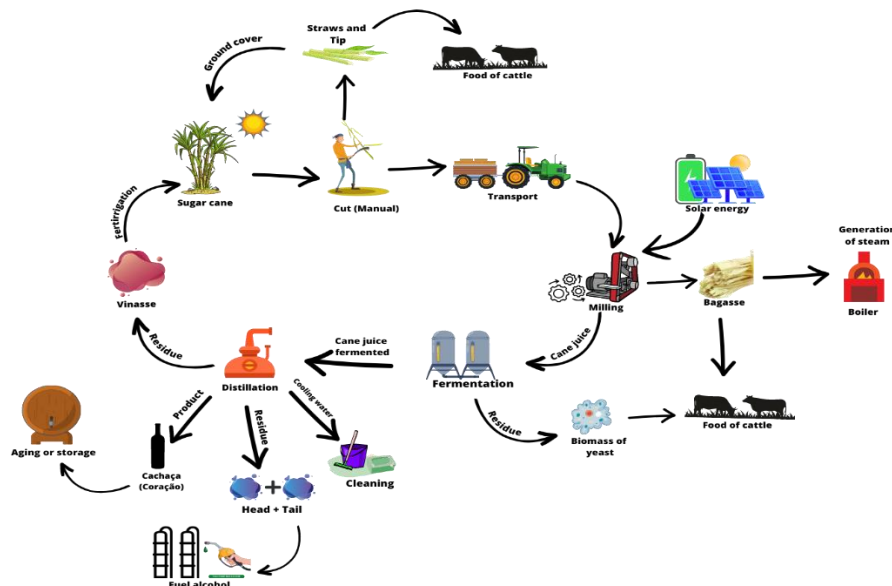 Straws and
Tip
Ground cover
Food of cattle
Sugar cane
Cut (Manual)
Transport
Solar energy
Generation
of steam
Fertirrigation
Milling
Bagasse
Boiler
Vinasse
Residue
Cane juice
fermented
Cane juice
Distillation
Fermentation
Cooling water
Product
Residue
Residue
Biomass of
yeast
Food of cattle
Aging or storage
Cachaça
(Coração)
Cleaning
Head + Tail
Fuel alcohol